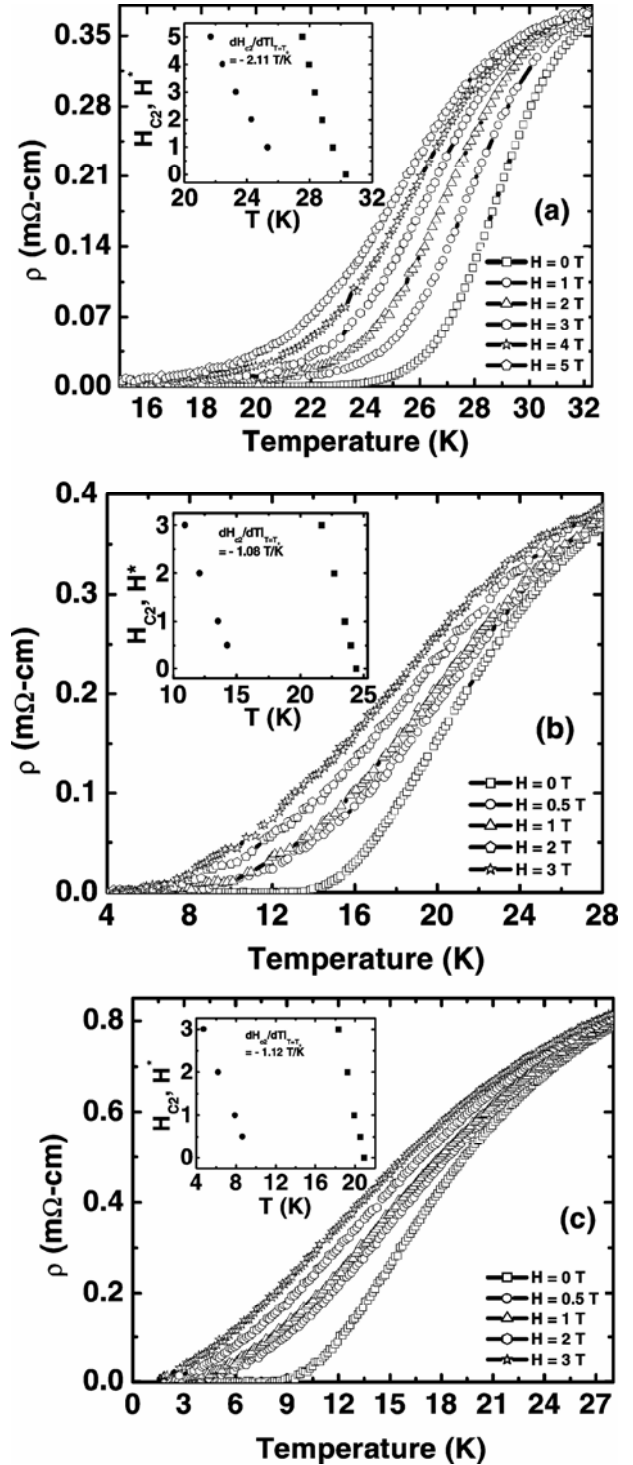 5
4
3
2
1
0
H_C2, H*
dH_c2/dT|_T=T_c
= - 2.11 T/K
20 24 28 32
T (K)
0.35
0.28
0.21
0.14
0.07
0.00
ρ (mΩ-cm)
(a)
H = 0 T
H = 1 T
H = 2 T
H = 3 T
H = 4 T
H = 5 T
16 18 20 22 24 26 28 30 32
Temperature (K)
3
2
1
0
H_C2, H*
dH_c2/dT|_T=T_c
= - 1.08 T/K
10 15 20 25
T (K)
0.4
0.3
0.2
0.1
0.0
ρ (mΩ-cm)
(b)
H = 0 T
H = 0.5 T
H = 1 T
H = 2 T
H = 3 T
4 8 12 16 20 24 28
Temperature (K)
3
2
1
0
H_C2, H*
dH_c2/dT|_T=T_c
= - 1.12 T/K
4 8 12 16 20
T (K)
0.8
0.6
0.4
0.2
0.0
ρ (mΩ-cm)
(c)
H = 0 T
H = 0.5 T
H = 1 T
H = 2 T
H = 3 T
0 3 6 9 12 15 18 21 24 27
Temperature (K)